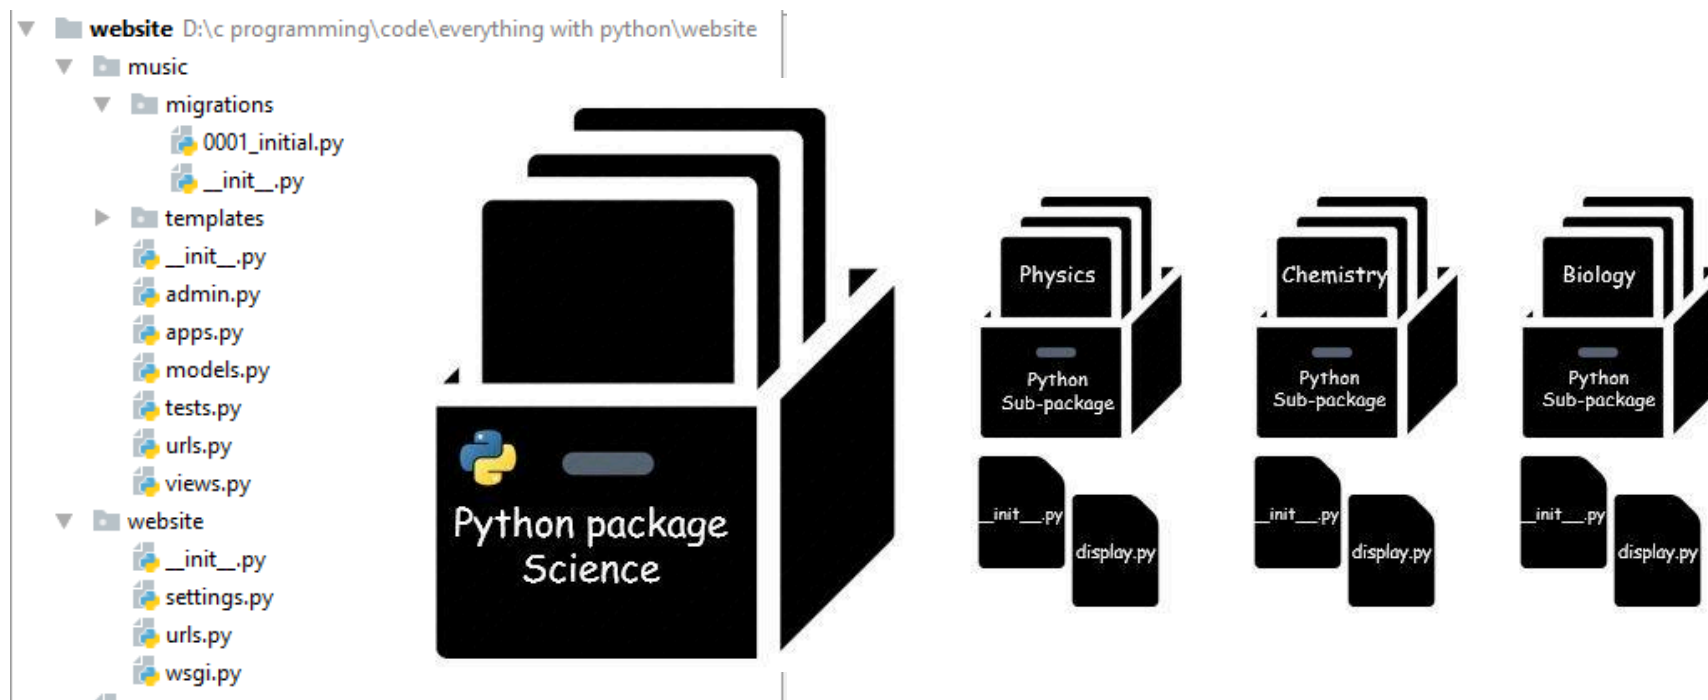 website D:\c programming\code\everything with python\website
music
migrations
0001_initial.py
__init__.py
templates
__init__.py
admin.py
apps.py
models.py
tests.py
urls.py
views.py
website
__init__.py
settings.py
urls.py
wsgi.py
Python package
Science
Physics
Python
Sub-package
__init__.py
display.py
Chemistry
Python
Sub-package
__init__.py
display.py
Biology
Python
Sub-package
__init__.py
display.py